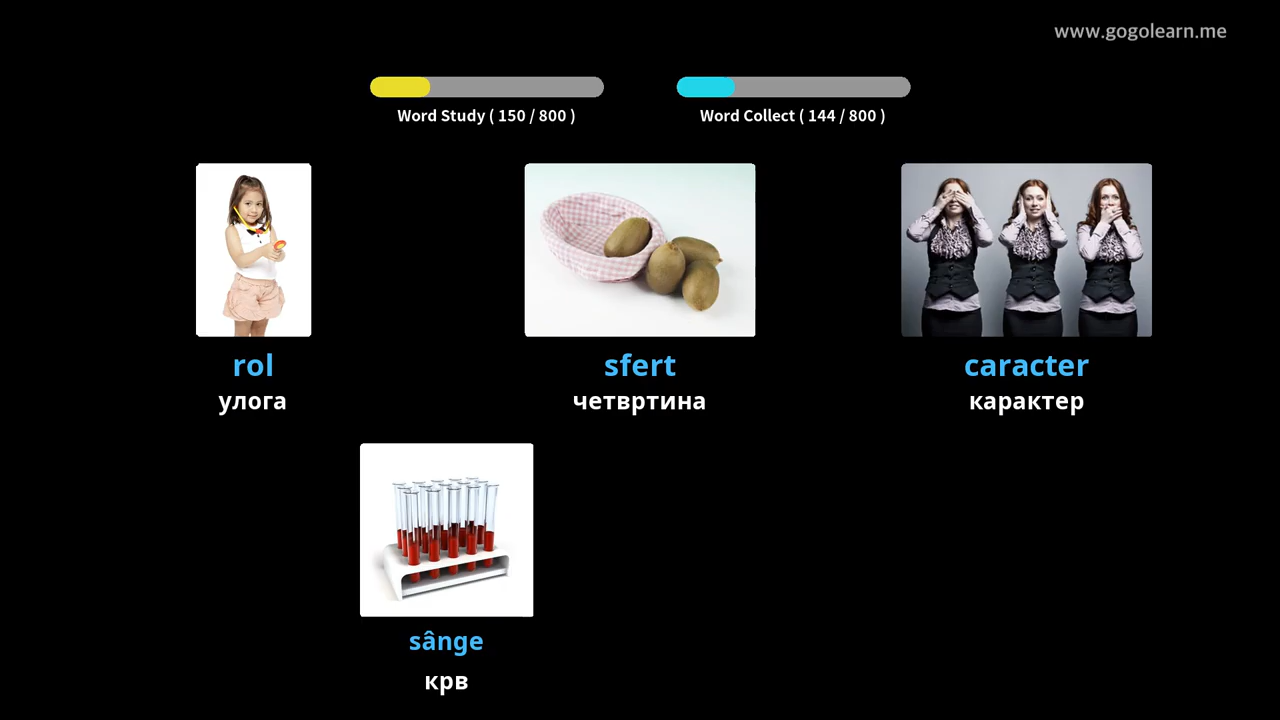 www.gogolearn.me
Word Study ( 150 / 800 )
Word Collect ( 144 / 800 )
rol
улога
sfert
четвртина
caracter
карактер
sânge
крв